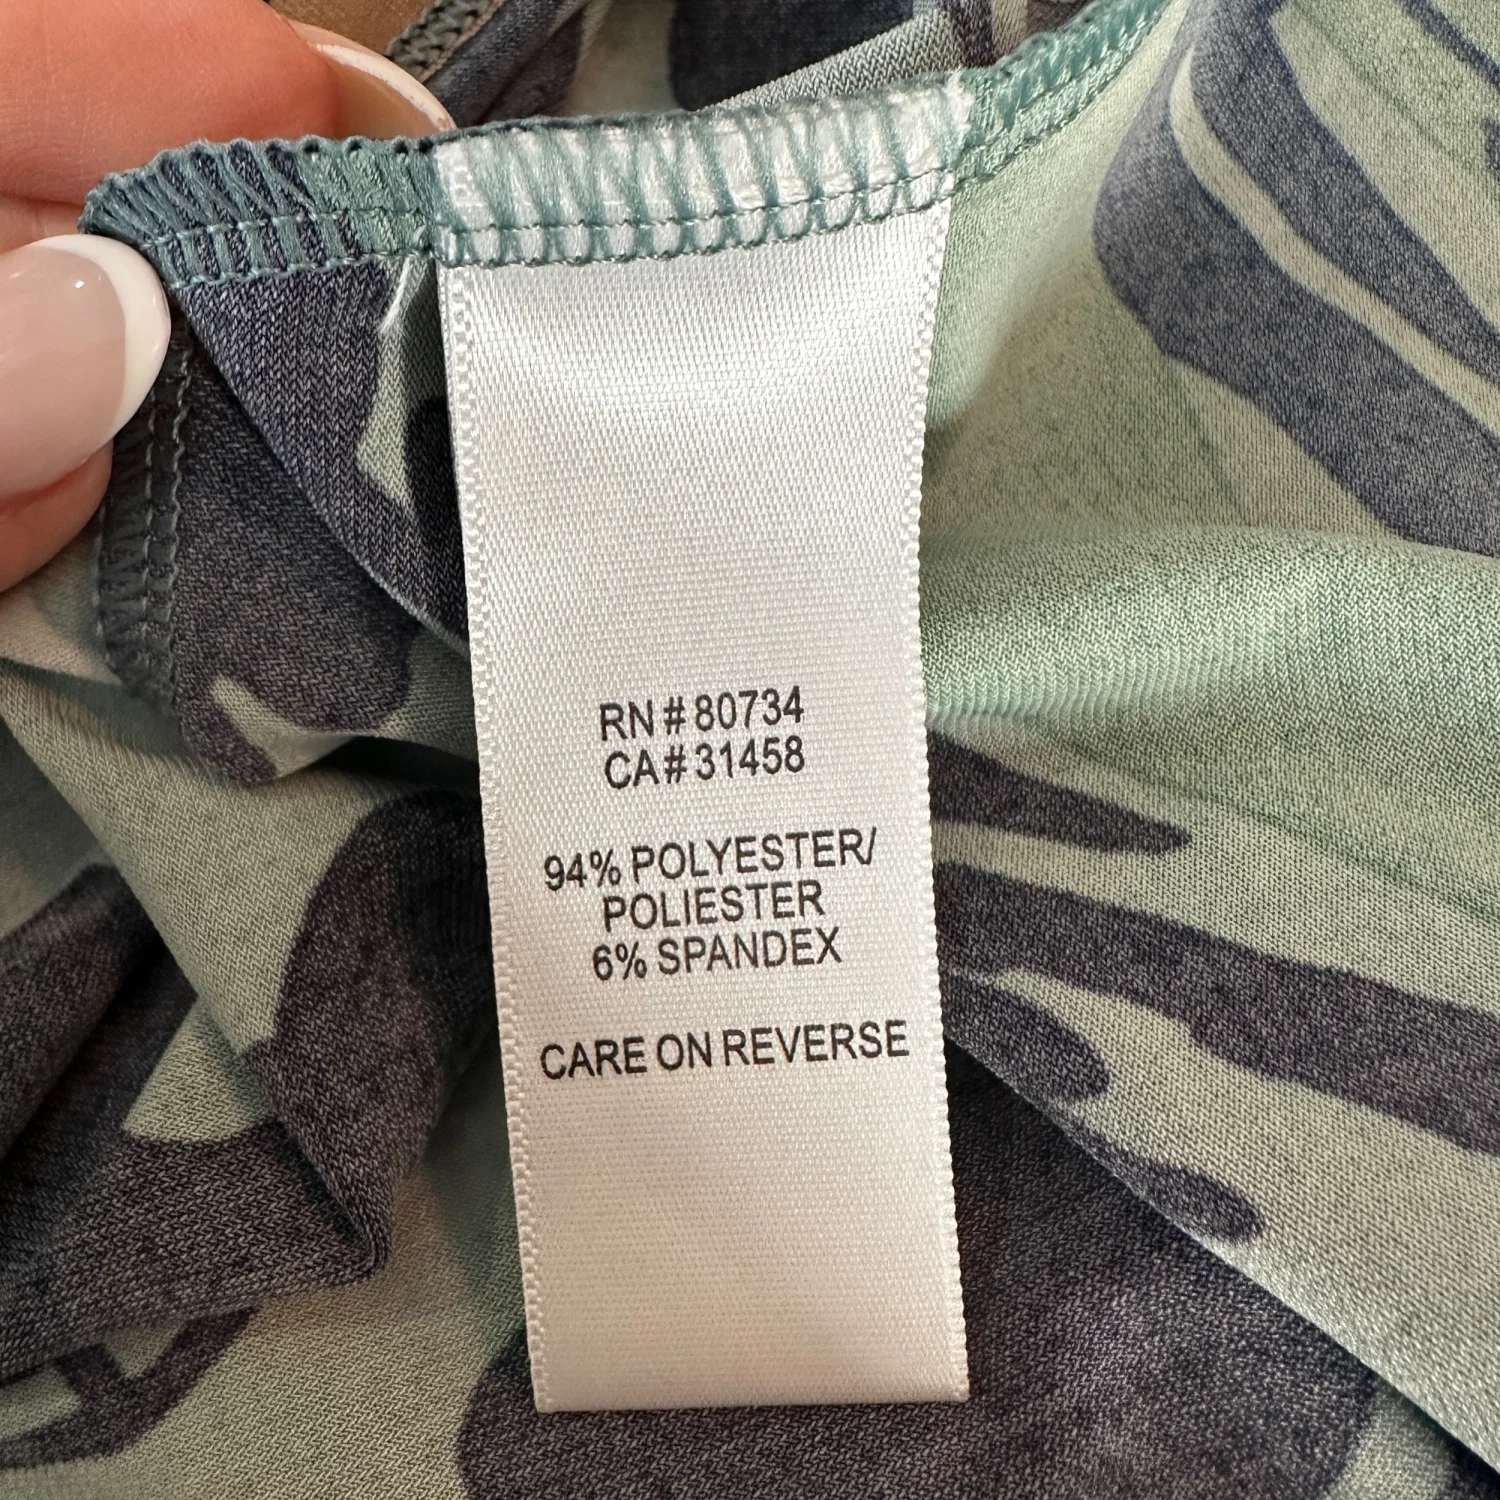 RN # 80734
CA# 31458
94% POLYESTER/
POLIESTER
6% SPANDEX
CARE ON REVERSE